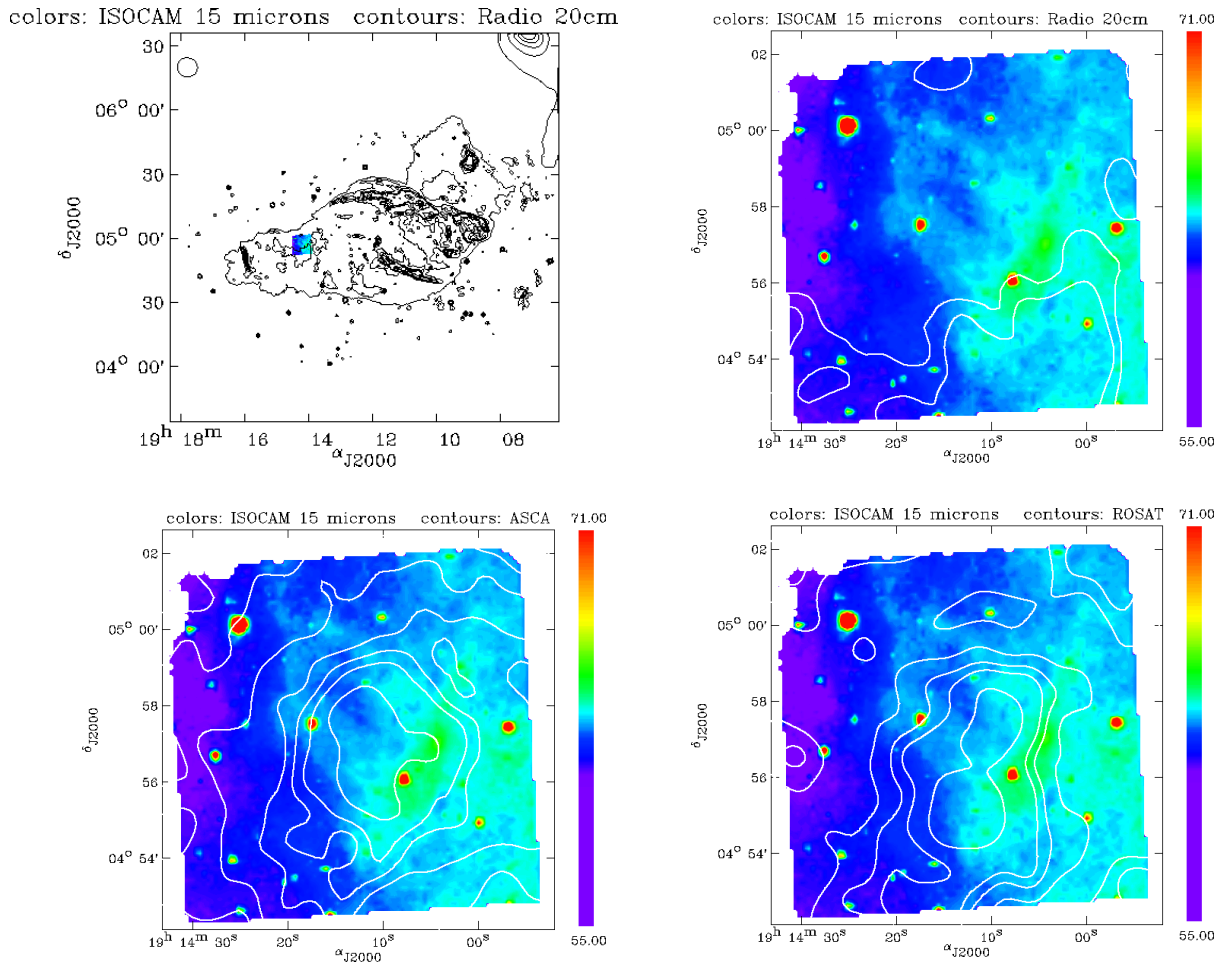 colors: ISOCAM 15 microns contours: Radio 20cm
30
06° 00'
30
05° 00'
30
04° 00'
δJ2000
19h 18m 16 14 12 10 08
αJ2000
colors: ISOCAM 15 microns contours: Radio 20cm
71.00
02
05° 00'
58
56
04° 54'
δJ2000
19h 14m 30s 20s 10s 00s
αJ2000
55.00
colors: ISOCAM 15 microns contours: ASCA
71.00
02
05° 00'
58
56
04° 54'
δJ2000
19h 14m 30s 20s 10s 00s
αJ2000
55.00
colors: ISOCAM 15 microns contours: ROSAT
71.00
02
05° 00'
58
56
04° 54'
δJ2000
19h 14m 30s 20s 10s 00s
αJ2000
55.00